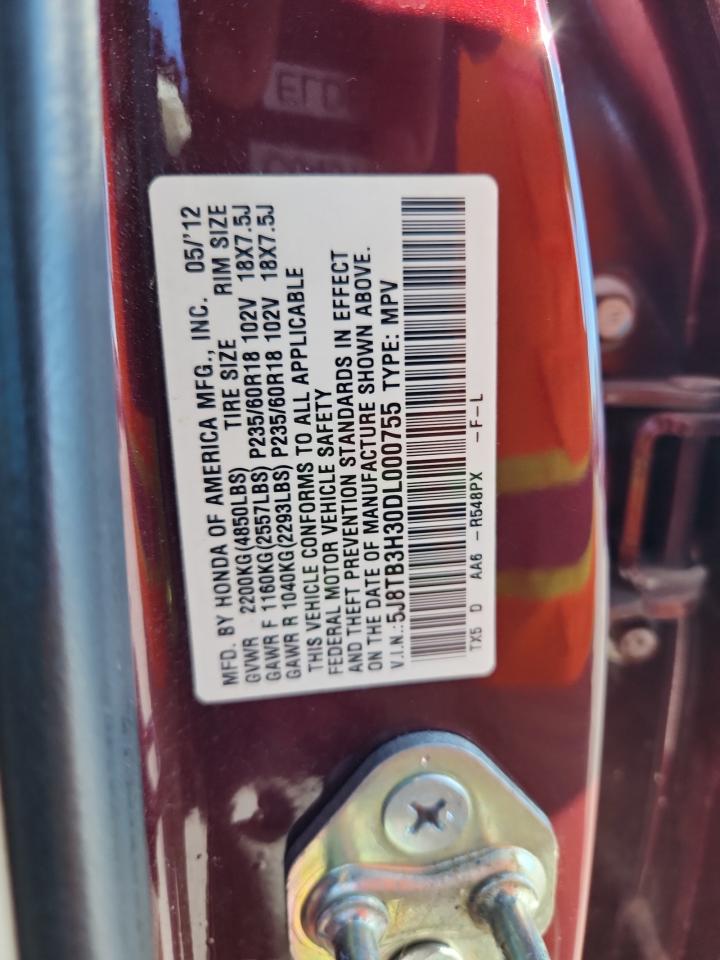 MFD. BY HONDA OF AMERICA MFG., INC. 05/'12
TIRE SIZE RIM SIZE
GVWR 2200KG(4850LBS)
GAWR F 1160KG(2557LBS) P235/60R18 102V 18X7.5J
GAWR R 1040KG(2293LBS) P235/60R18 102V 18X7.5J
THIS VEHICLE CONFORMS TO ALL APPLICABLE
FEDERAL MOTOR VEHICLE SAFETY
AND THEFT PREVENTION STANDARDS IN EFFECT
ON THE DATE OF MANUFACTURE SHOWN ABOVE.
V.I.N.:5J8TB3H30DL000755 TYPE: MPV
TX5 D AA6 -R548PX -F-L